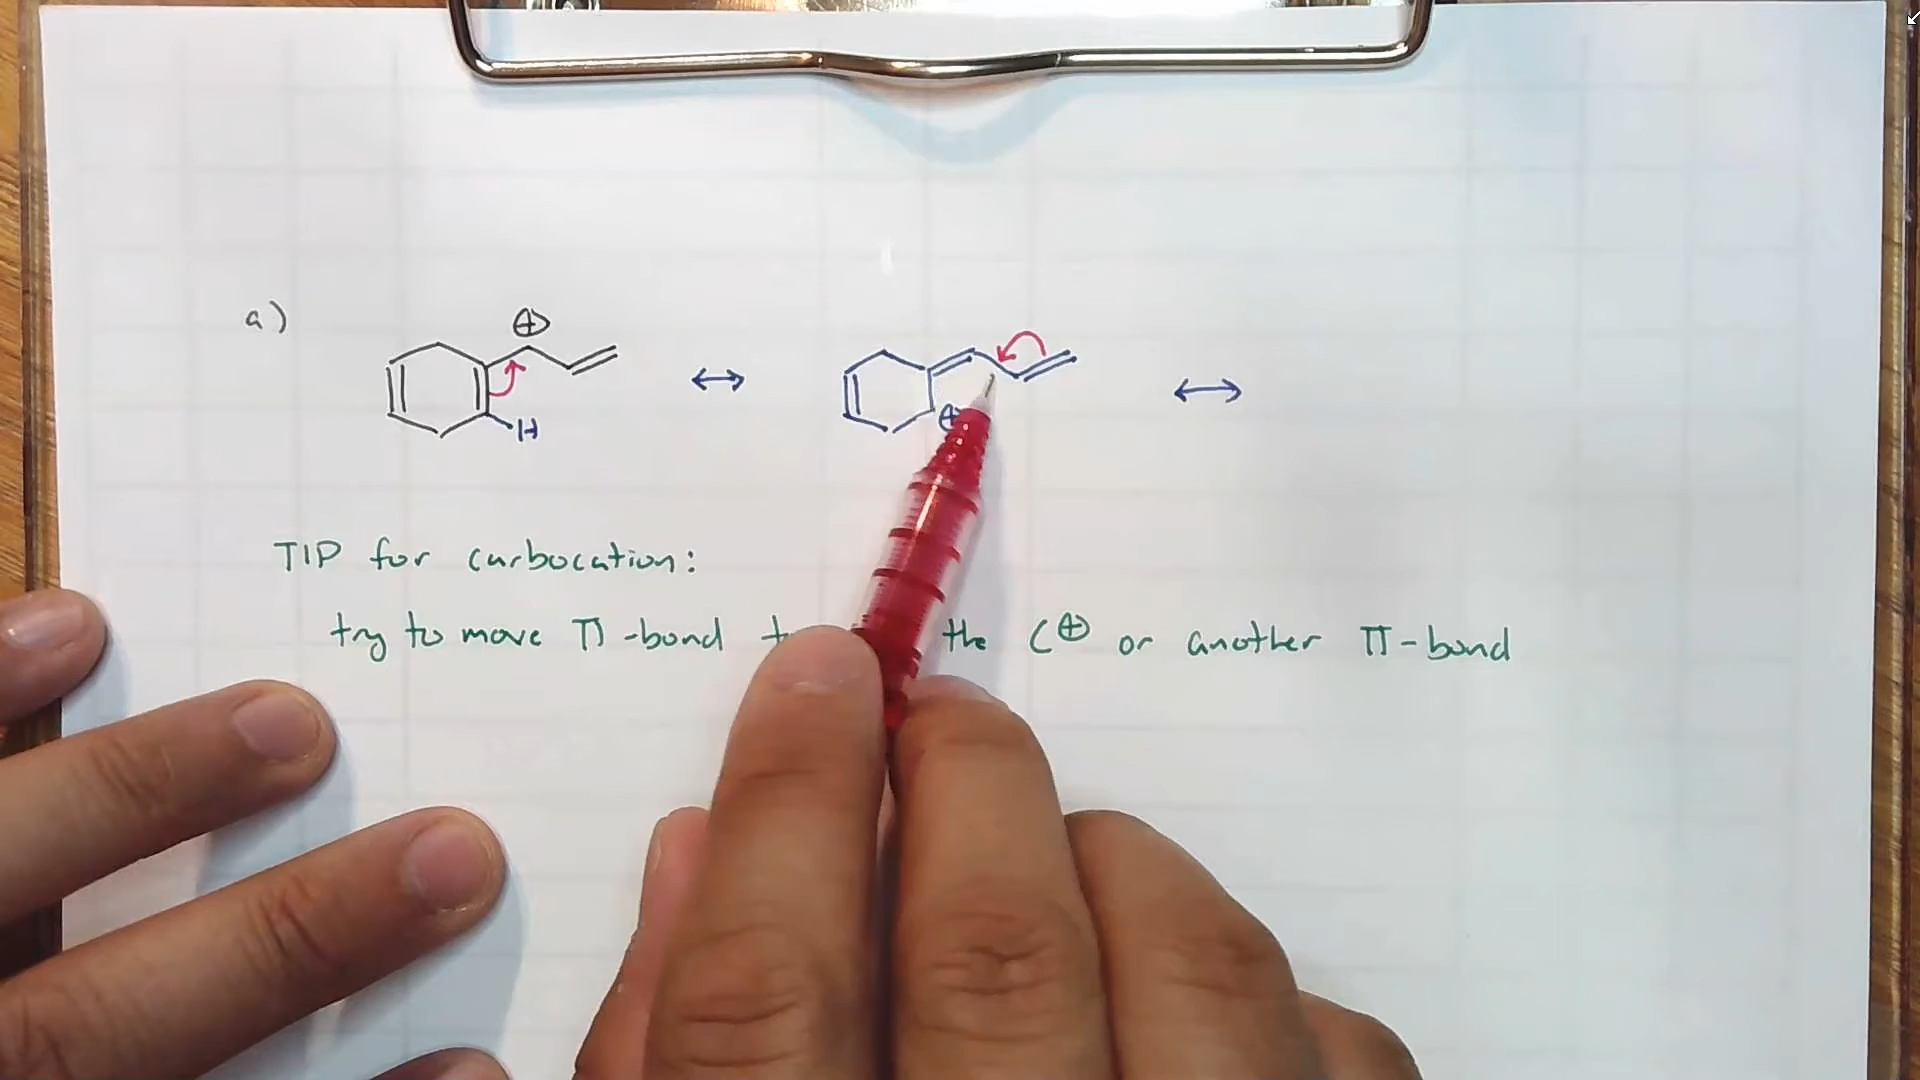 a)
⊕
H
⊕
TIP for carbocation:
try to move π-bond the C⊕ or another π-bond